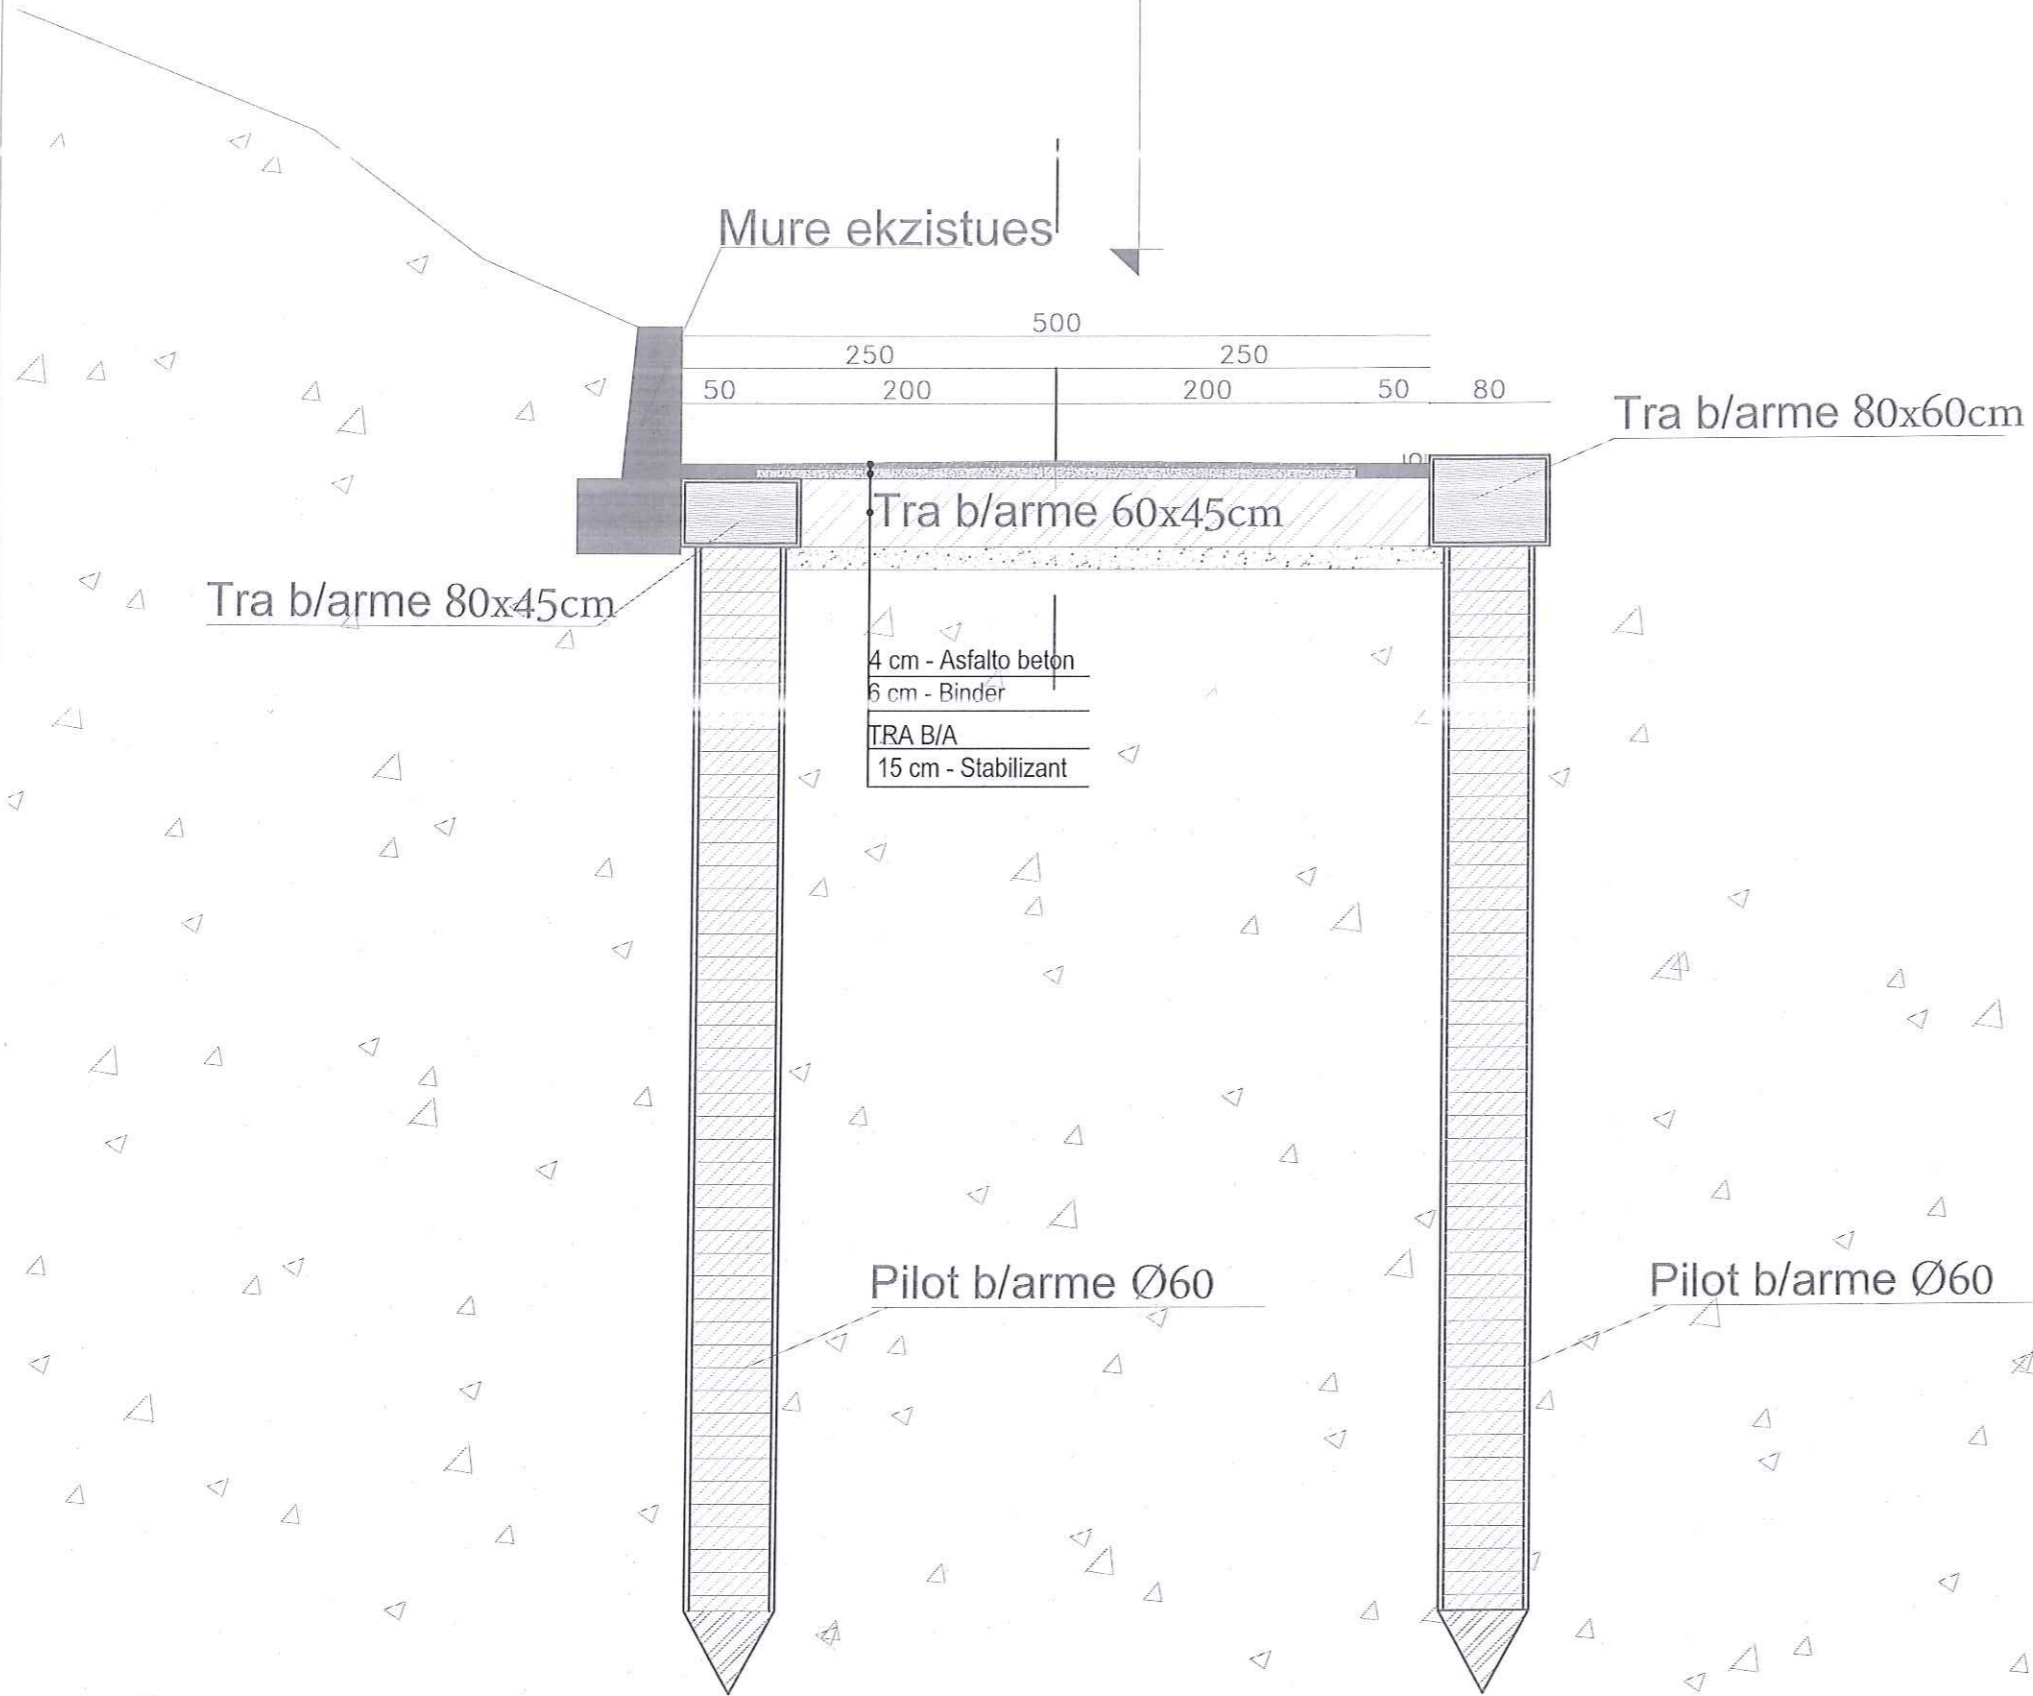 Mure ekzistues
500
250 250
50 200 200 50 80
Tra b/arme 80x60cm
10
Tra b/arme 60x45cm
Tra b/arme 80x45cm
4 cm - Asfalto beton
6 cm - Binder
TRA B/A
15 cm - Stabilizant
Pilot b/arme Ø60
Pilot b/arme Ø60